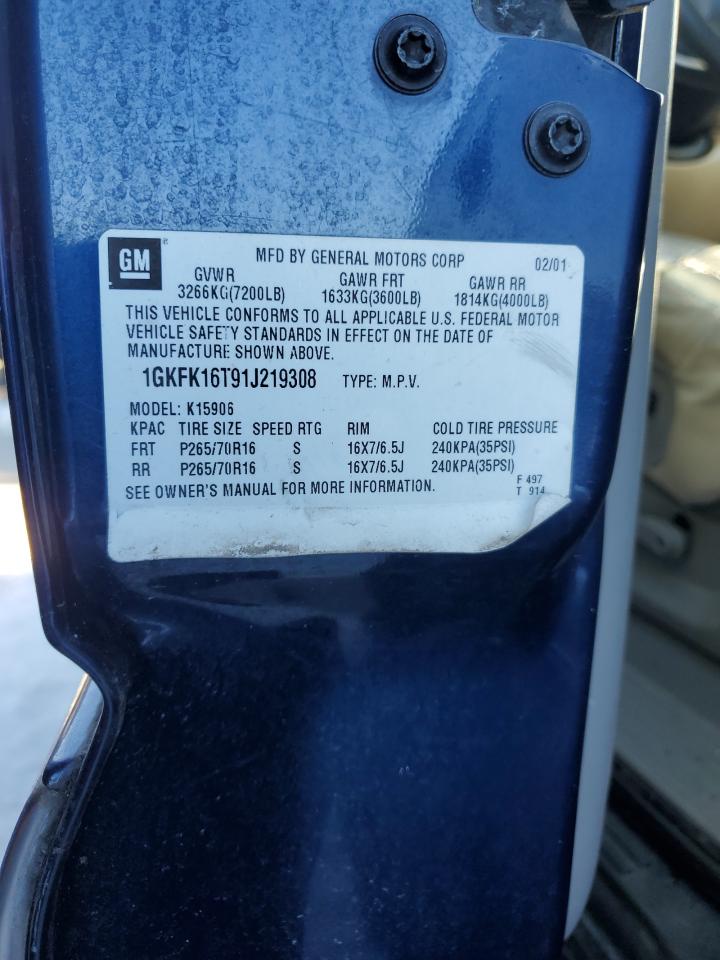 GM
MFD BY GENERAL MOTORS CORP 02/01
GVWR GAWR FRT GAWR RR
3266KG(7200LB) 1633KG(3600LB) 1814KG(4000LB)
THIS VEHICLE CONFORMS TO ALL APPLICABLE U.S. FEDERAL MOTOR
VEHICLE SAFETY STANDARDS IN EFFECT ON THE DATE OF
MANUFACTURE SHOWN ABOVE.
1GKFK16T91J219308 TYPE: M.P.V.
MODEL: K15906
KPAC TIRE SIZE SPEED RTG RIM COLD TIRE PRESSURE
FRT P265/70R16 S 16X7/6.5J 240KPA(35PSI)
RR P265/70R16 S 16X7/6.5J 240KPA(35PSI)
SEE OWNER'S MANUAL FOR MORE INFORMATION.
F 497
T 914